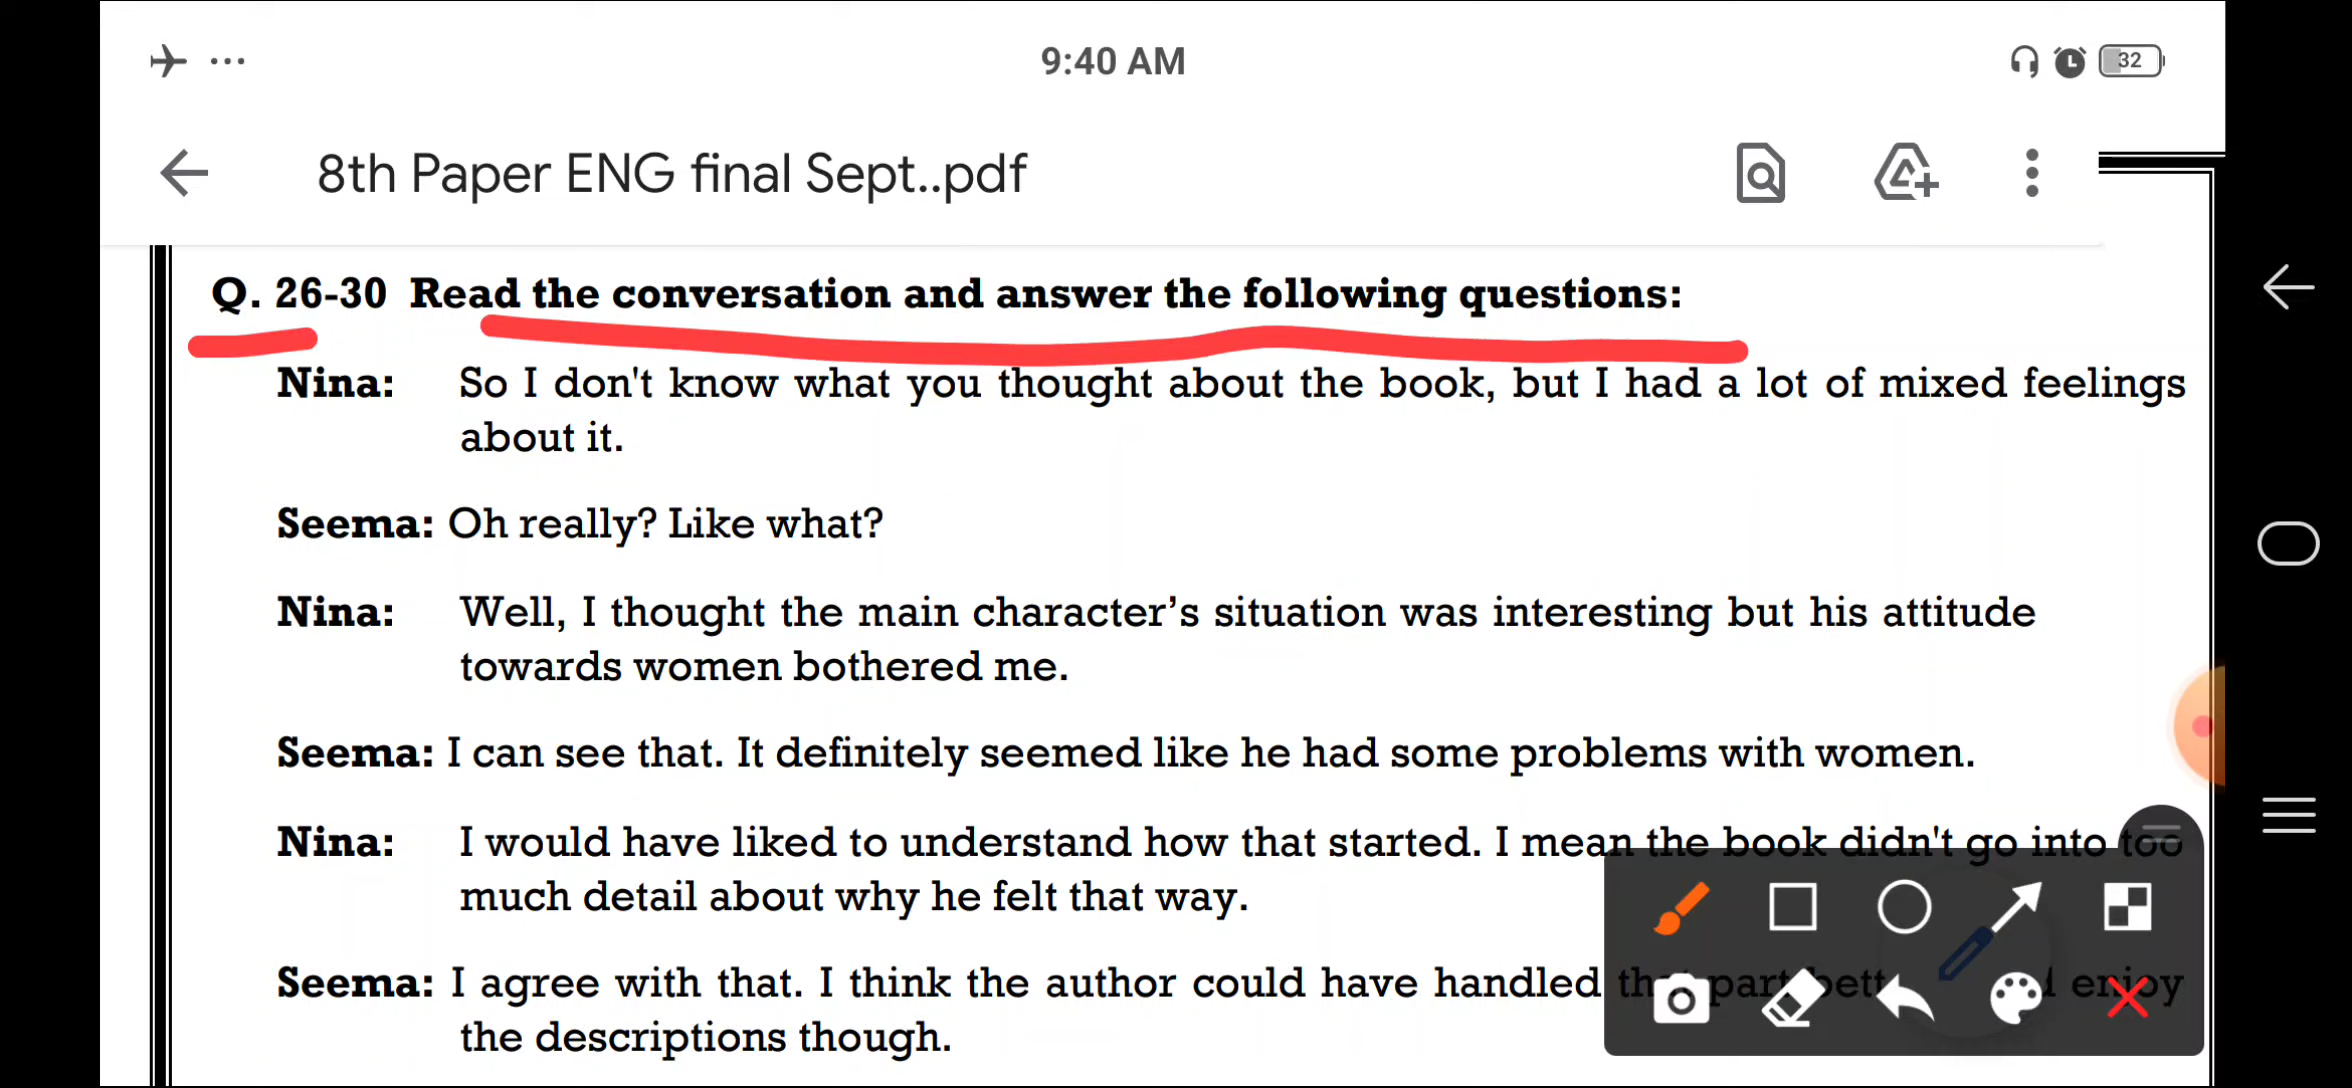 9:40 AM
32
8th Paper ENG final Sept..pdf
Q. 26-30 Read the conversation and answer the following questions:
Nina: So I don't know what you thought about the book, but I had a lot of mixed feelings
about it.
Seema: Oh really? Like what?
Nina: Well, I thought the main character’s situation was interesting but his attitude
towards women bothered me.
Seema: I can see that. It definitely seemed like he had some problems with women.
Nina: I would have liked to understand how that started. I mean the book didn't go into too
much detail about why he felt that way.
Seema: I agree with that. I think the author could have handled part enjoy
the descriptions though.